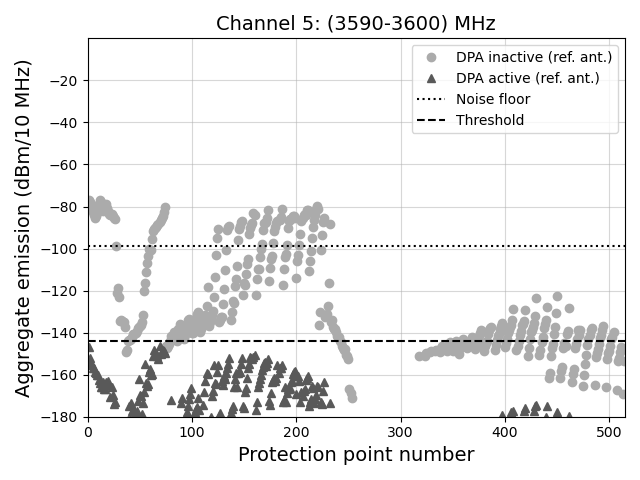 Channel 5: (3590-3600) MHz
DPA inactive (ref. ant.)
DPA active (ref. ant.)
Noise floor
Threshold
Aggregate emission (dBm/10 MHz)
−20
−40
−60
−80
−100
−120
−140
−160
−180
0 100 200 300 400 500
Protection point number